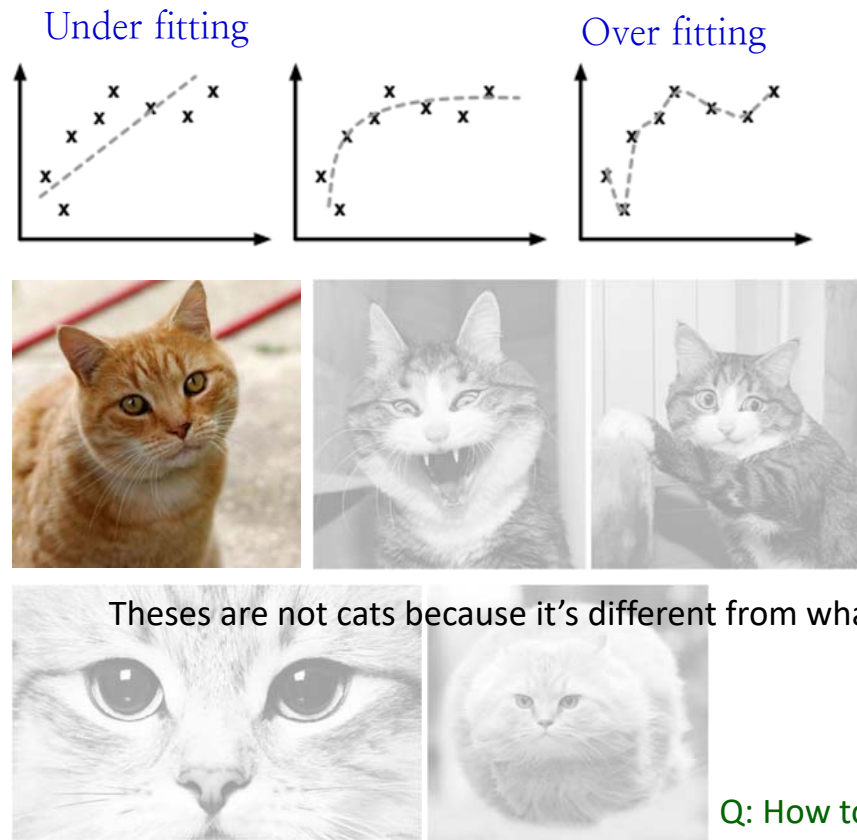 Under fitting
Over fitting
Theses are not cats because it's different from wha
Q: How to